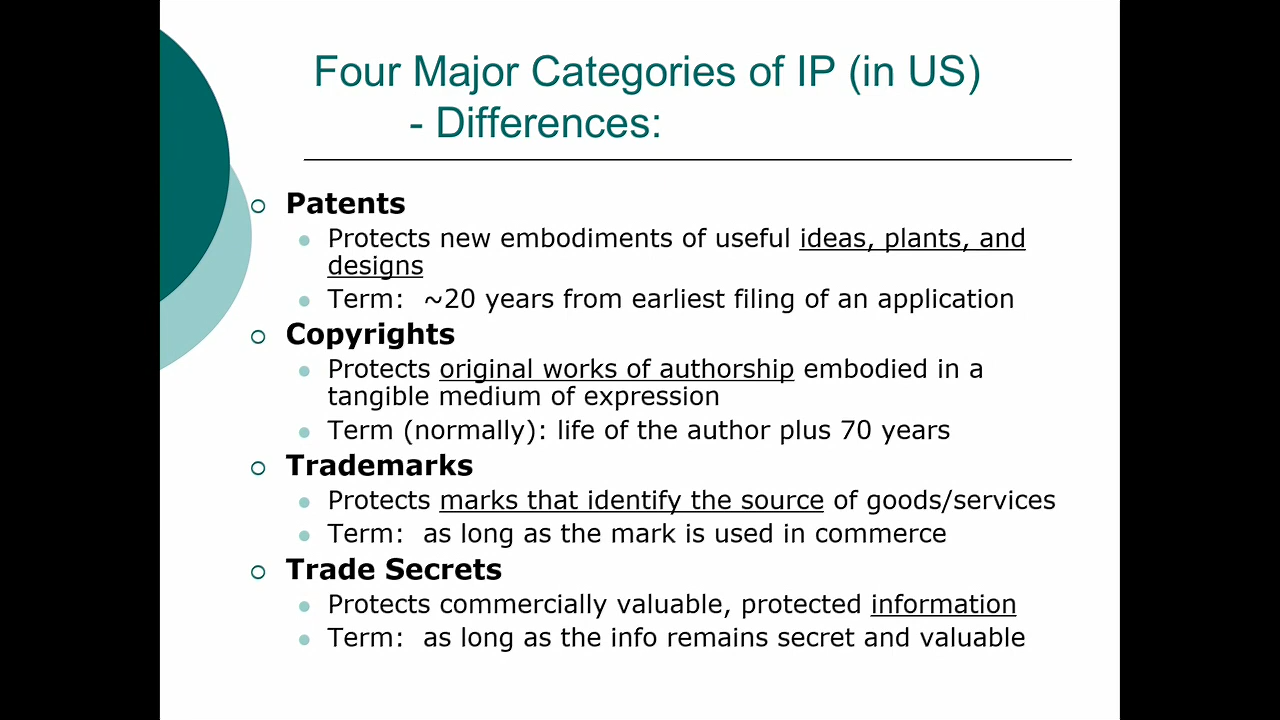 Four Major Categories of IP (in US)
- Differences:
Patents
Protects new embodiments of useful ideas, plants, and
designs
Term: ~20 years from earliest filing of an application
Copyrights
Protects original works of authorship embodied in a
tangible medium of expression
Term (normally): life of the author plus 70 years
Trademarks
Protects marks that identify the source of goods/services
Term: as long as the mark is used in commerce
Trade Secrets
Protects commercially valuable, protected information
Term: as long as the info remains secret and valuable